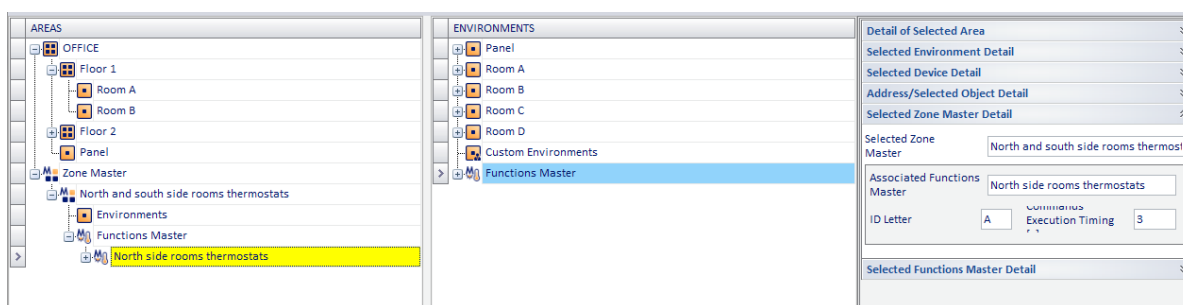 AREAS
OFFICE
Floor 1
Room A
Room B
Floor 2
Panel
Zone Master
North and south side rooms thermostats
Environments
Functions Master
North side rooms thermostats
ENVIRONMENTS
Panel
Room A
Room B
Room C
Room D
Custom Environments
Functions Master
Detail of Selected Area
Selected Environment Detail
Selected Device Detail
Address/Selected Object Detail
Selected Zone Master Detail
Selected Zone
Master
North and south side rooms thermost
Associated Functions
Master
North side rooms thermostats
ID Letter
A
Commands
Execution Timing
3
Selected Functions Master Detail